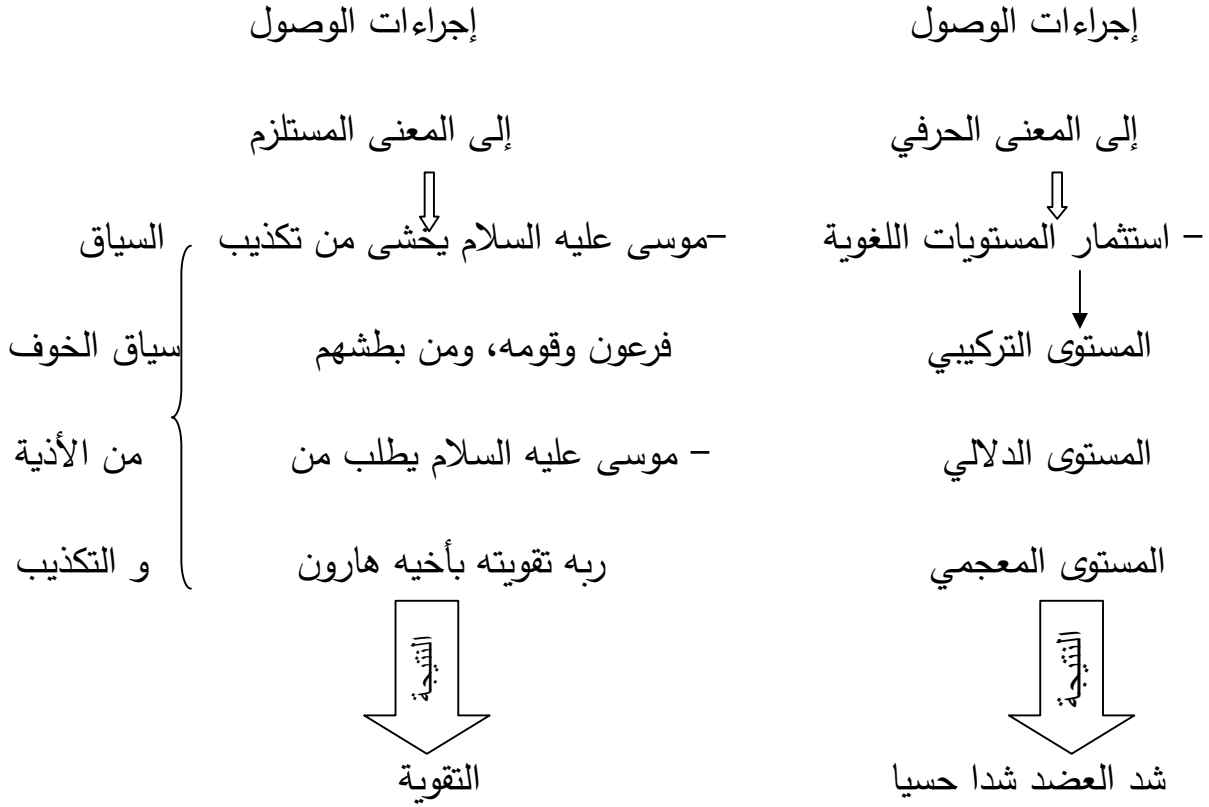 إجراءات الوصول
إلى المعنى الحرفي
– استثمار المستويات اللغوية
المستوى التركيبي
المستوى الدلالي
المستوى المعجمي
النتيجة
شد العضد شدا حسيا
إجراءات الوصول
إلى المعنى المستلزم
–موسى عليه السلام يخشى من تكذيب
فرعون وقومه، ومن بطشهم
– موسى عليه السلام يطلب من
ربه تقويته بأخيه هارون
النتيجة
التقوية
السياق
سياق الخوف
من الأذية
و التكذيب